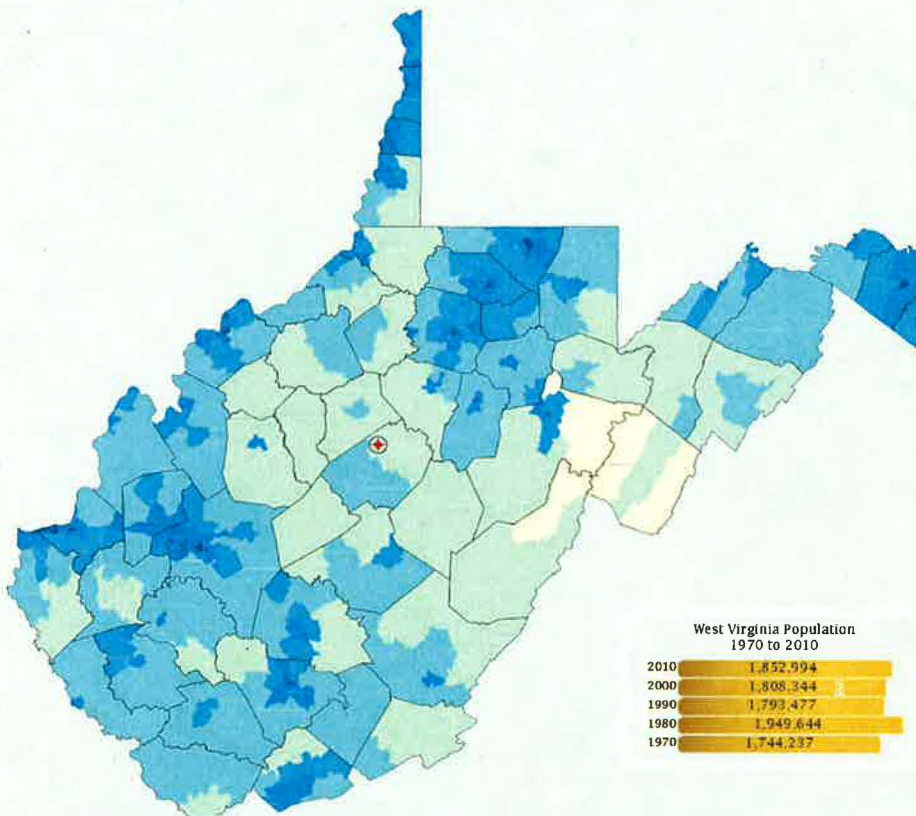 West Virginia Population
1970 to 2010
2010 1,852,994
2000 1,808,344
1990 1,793,477
1980 1,949,644
1970 1,744,237